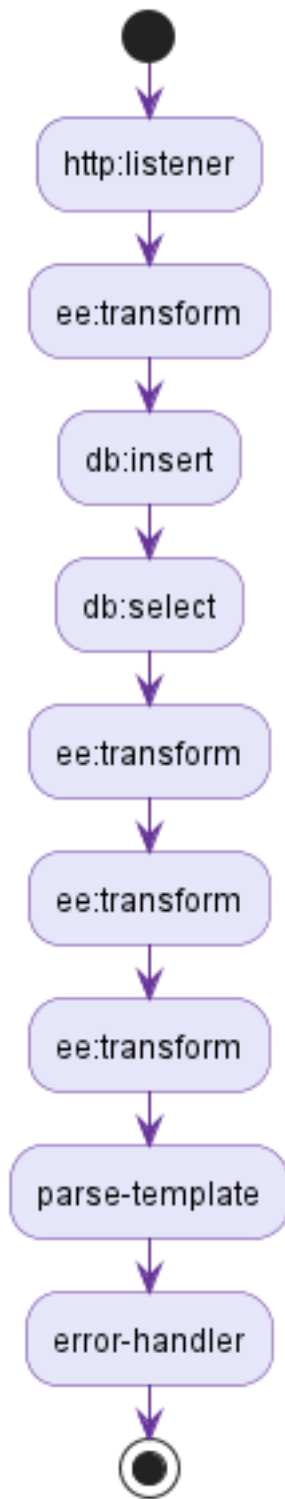 http:listener
ee:transform
db:insert
db:select
ee:transform
ee:transform
ee:transform
parse-template
error-handler